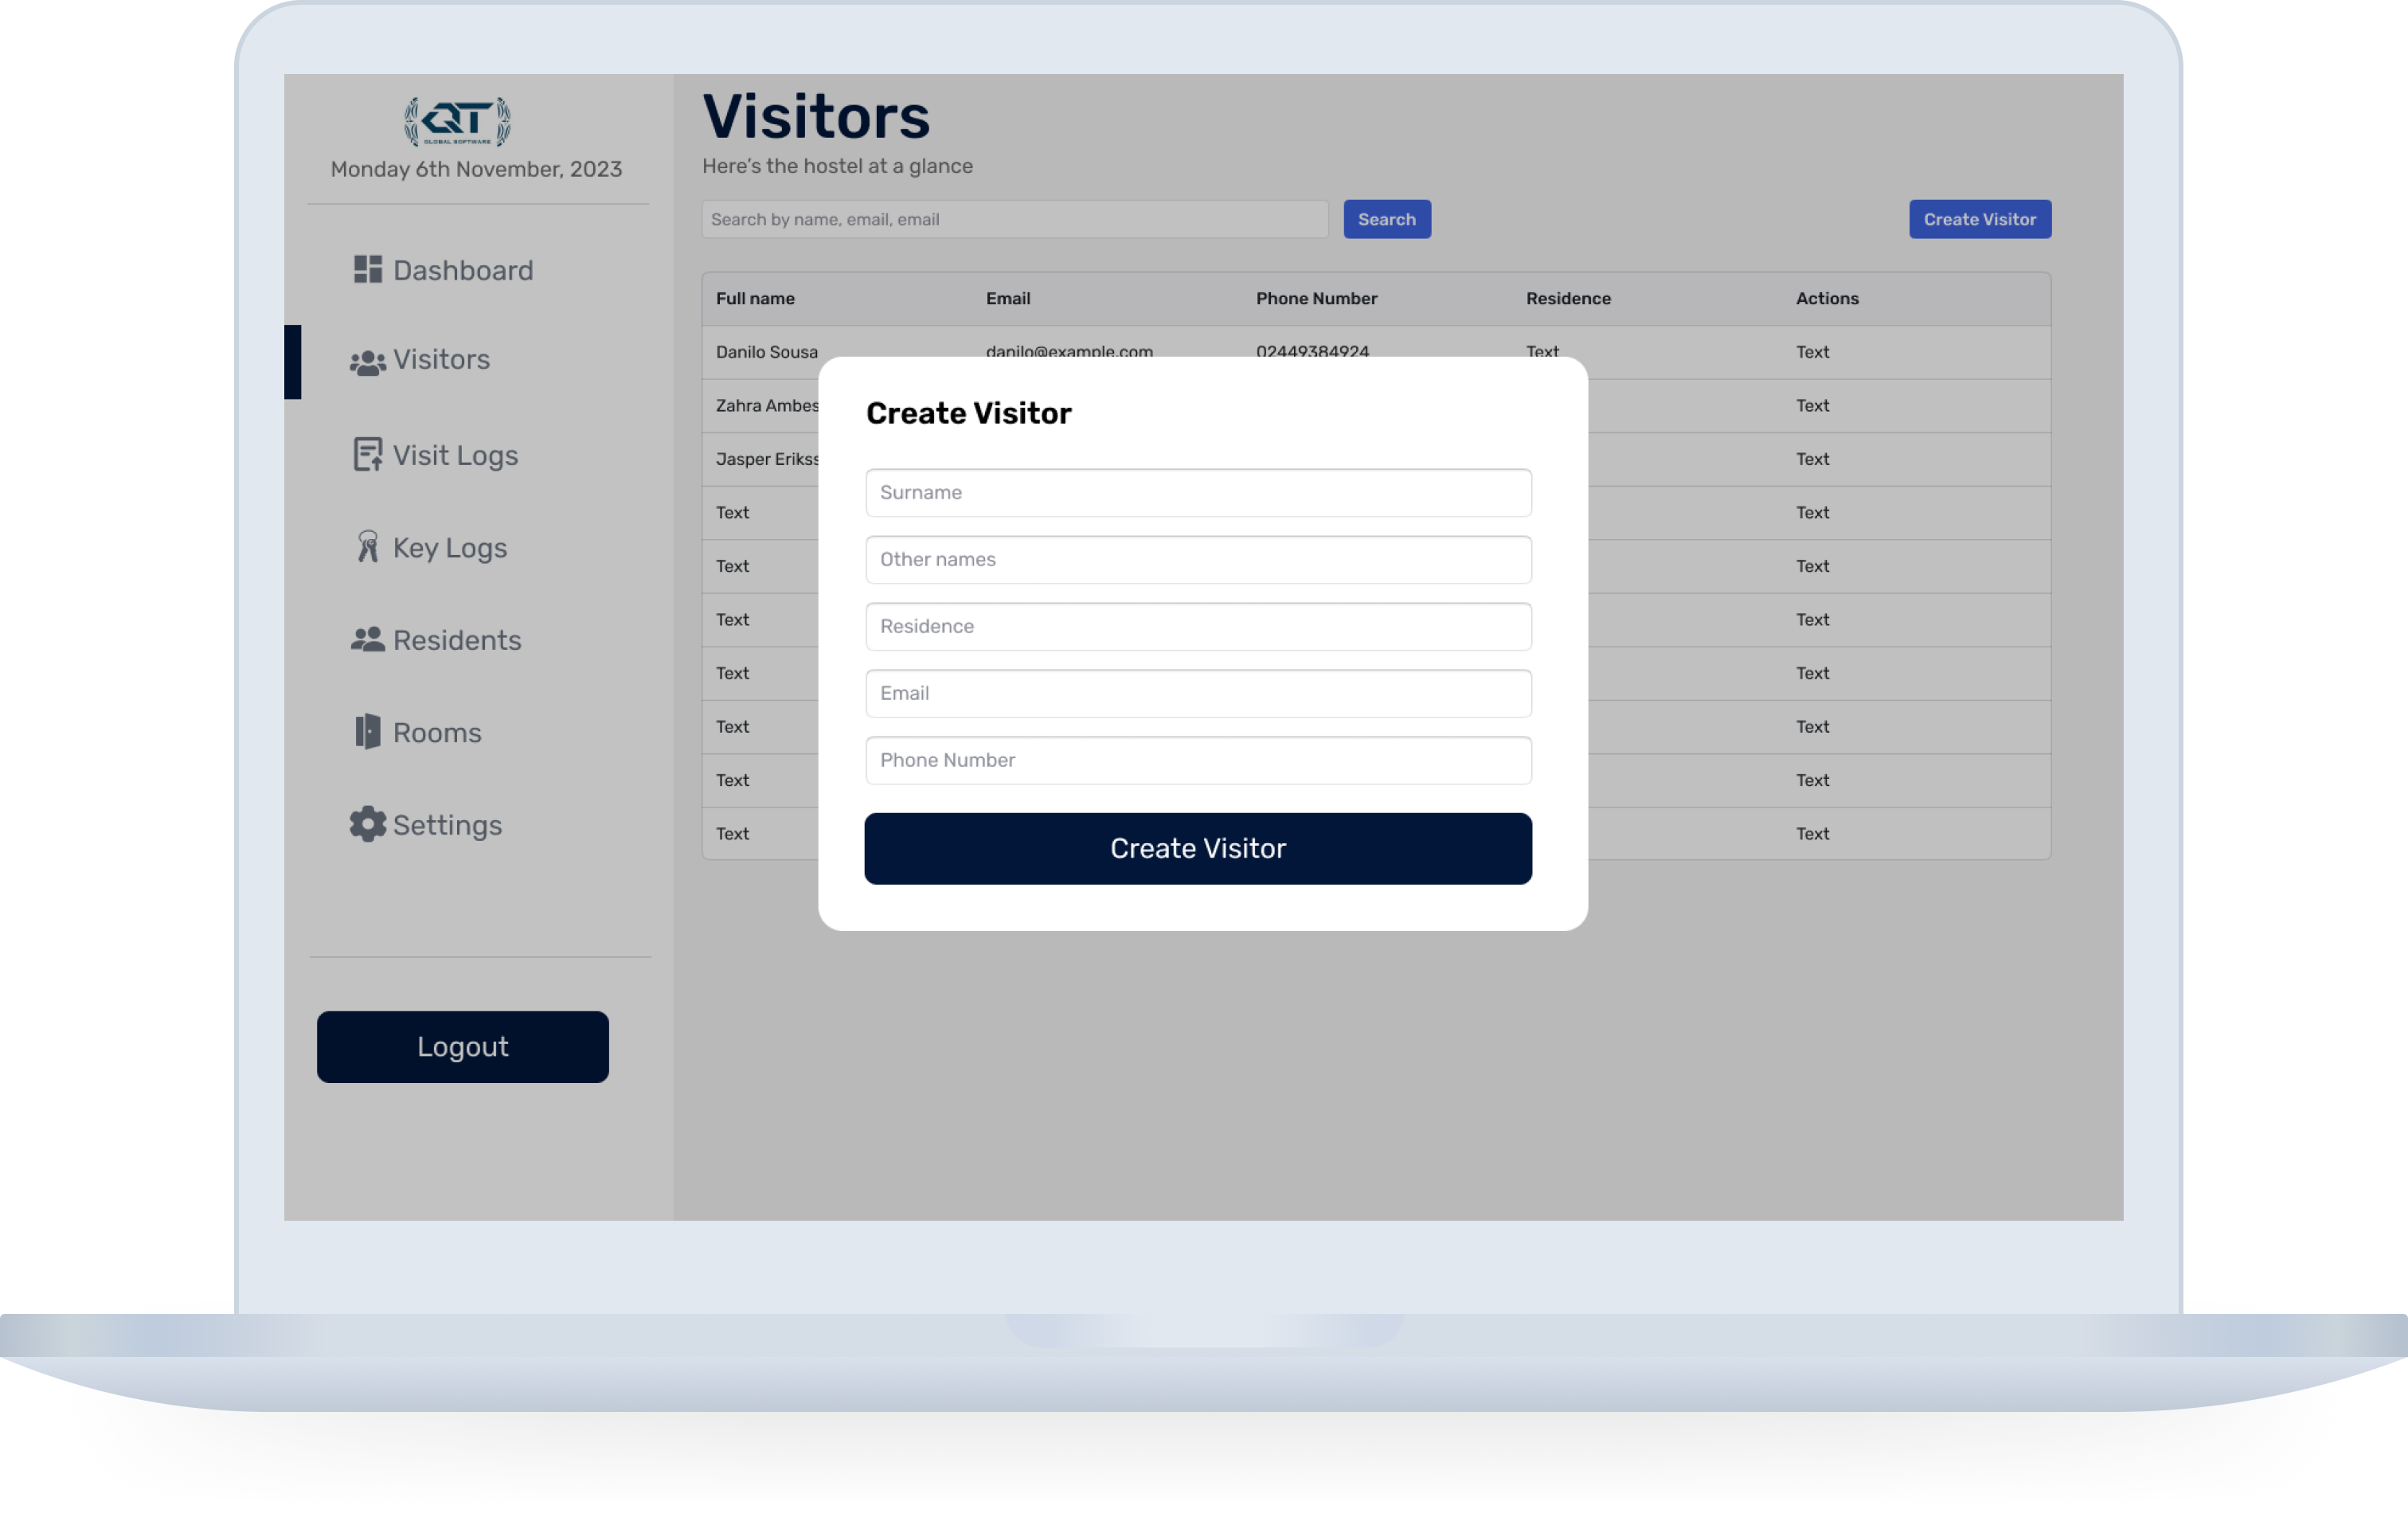 QT
GLOBAL SOFTWARE
Monday 6th November, 2023
Dashboard
Visitors
Visit Logs
Key Logs
Residents
Rooms
Settings
Logout
Visitors
Here's the hostel at a glance
Search by name, email, email
Search
Create Visitor
Full name Email Phone Number Residence Actions
Danilo Sousa danilo@example.com 02449384924 Text Text
Zahra Ambes Text
Jasper Erikss Text
Text Text
Text Text
Text Text
Text Text
Text Text
Text Text
Text Text
Create Visitor
Surname
Other names
Residence
Email
Phone Number
Create Visitor